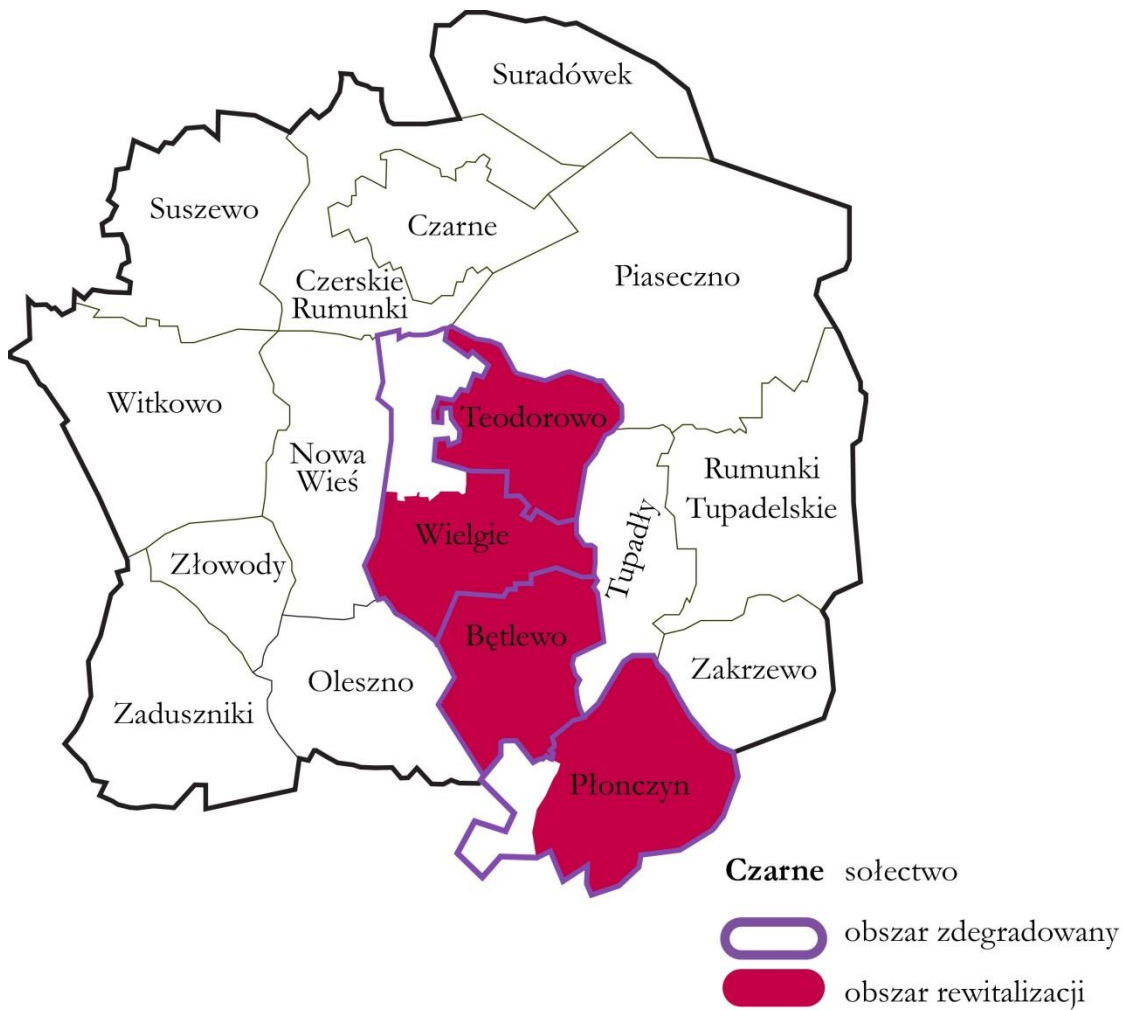 Suradówek
Suszewo
Czarne
Czerskie
Rumunki
Piaseczno
Witkowo
Teodorowo
Nowa
Wieś
Rumunki
Tupadelskie
Wielgie
Tupadły
Złowody
Bętlewo
Oleszno
Zakrzewo
Zaduszniki
Płonczyn
Czarne sołectwo
obszar zdegradowany
obszar rewitalizacji